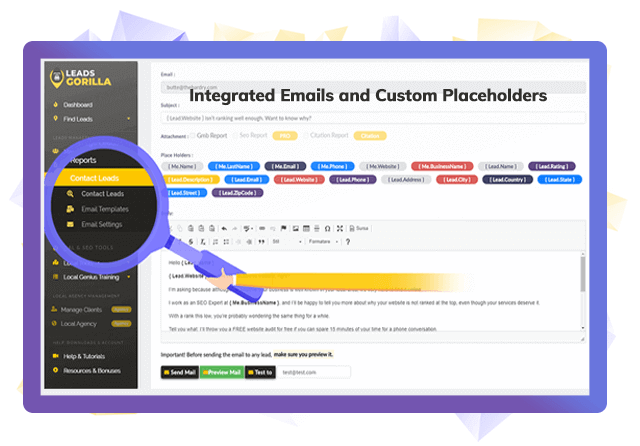 LEADS
GORILLA
Dashboard
Find Leads
Reports
Contact Leads
Contact Leads
Email Templates
Email Settings
Local Genius Training
LOCAL AGENCY MANAGEMENT
Manage Clients
Local Agency
Help & Tutorials
Resources & Bonuses
Email :
Integrated Emails and Custom Placeholders
Subject :
{Lead.Website} isn't ranking well enough. Want to know why?
Attachment : Gmb Report Seo Report PRO Citation Report
Place Holders :
{ Me.Name } { Me.LastName } { Me.Email } { Me.Phone } { Me.Website } { Me.BusinessName } { Lead.Name } { Lead.Rating }
{ Lead.Description } { Lead.Email } { Lead.Website } { Lead.Phone } { Lead.Address } { Lead.City } { Lead.Country } { Lead.State }
{ Lead.Street } { Lead.ZipCode }
Hello { Lead
{ Lead.Website
I'm asking because
I work as an SEO Expert at { Me.BusinessName }, and I'll be happy to tell you more about why your website is not ranked at the top, even though your services deserve it.
With a rank this low, you're probably wondering the same thing for a while.
Tell you what, I'll throw you a FREE website audit for free if you can spare 15 minutes of your time for a phone conversation.
Important! Before sending the email to any lead, make sure you preview it.
Send Mail Preview Mail Test to test@test.com